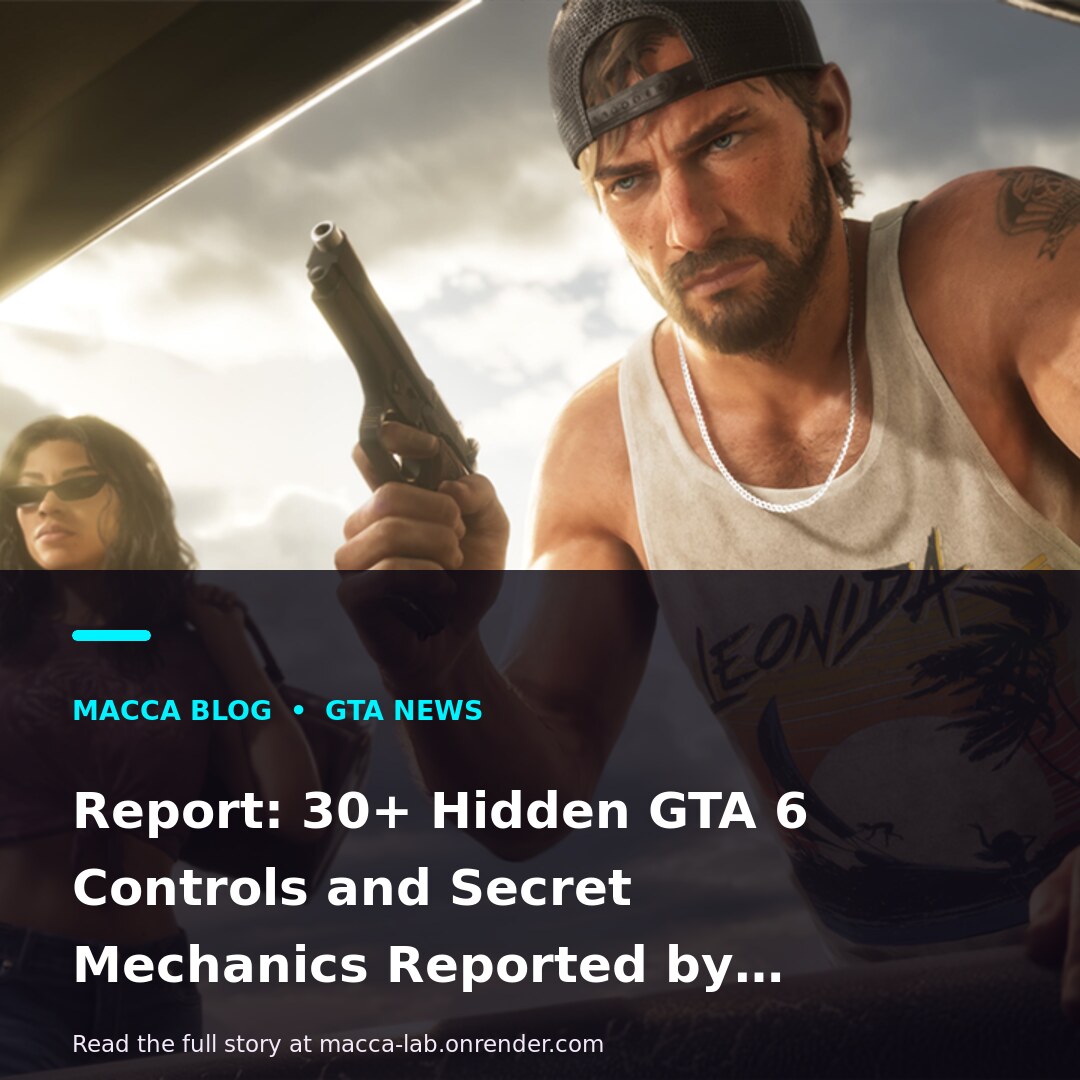 LEONIDA
MACCA BLOG • GTA NEWS
Report: 30+ Hidden GTA 6
Controls and Secret
Mechanics Reported by...
Read the full story at macca-lab.onrender.com